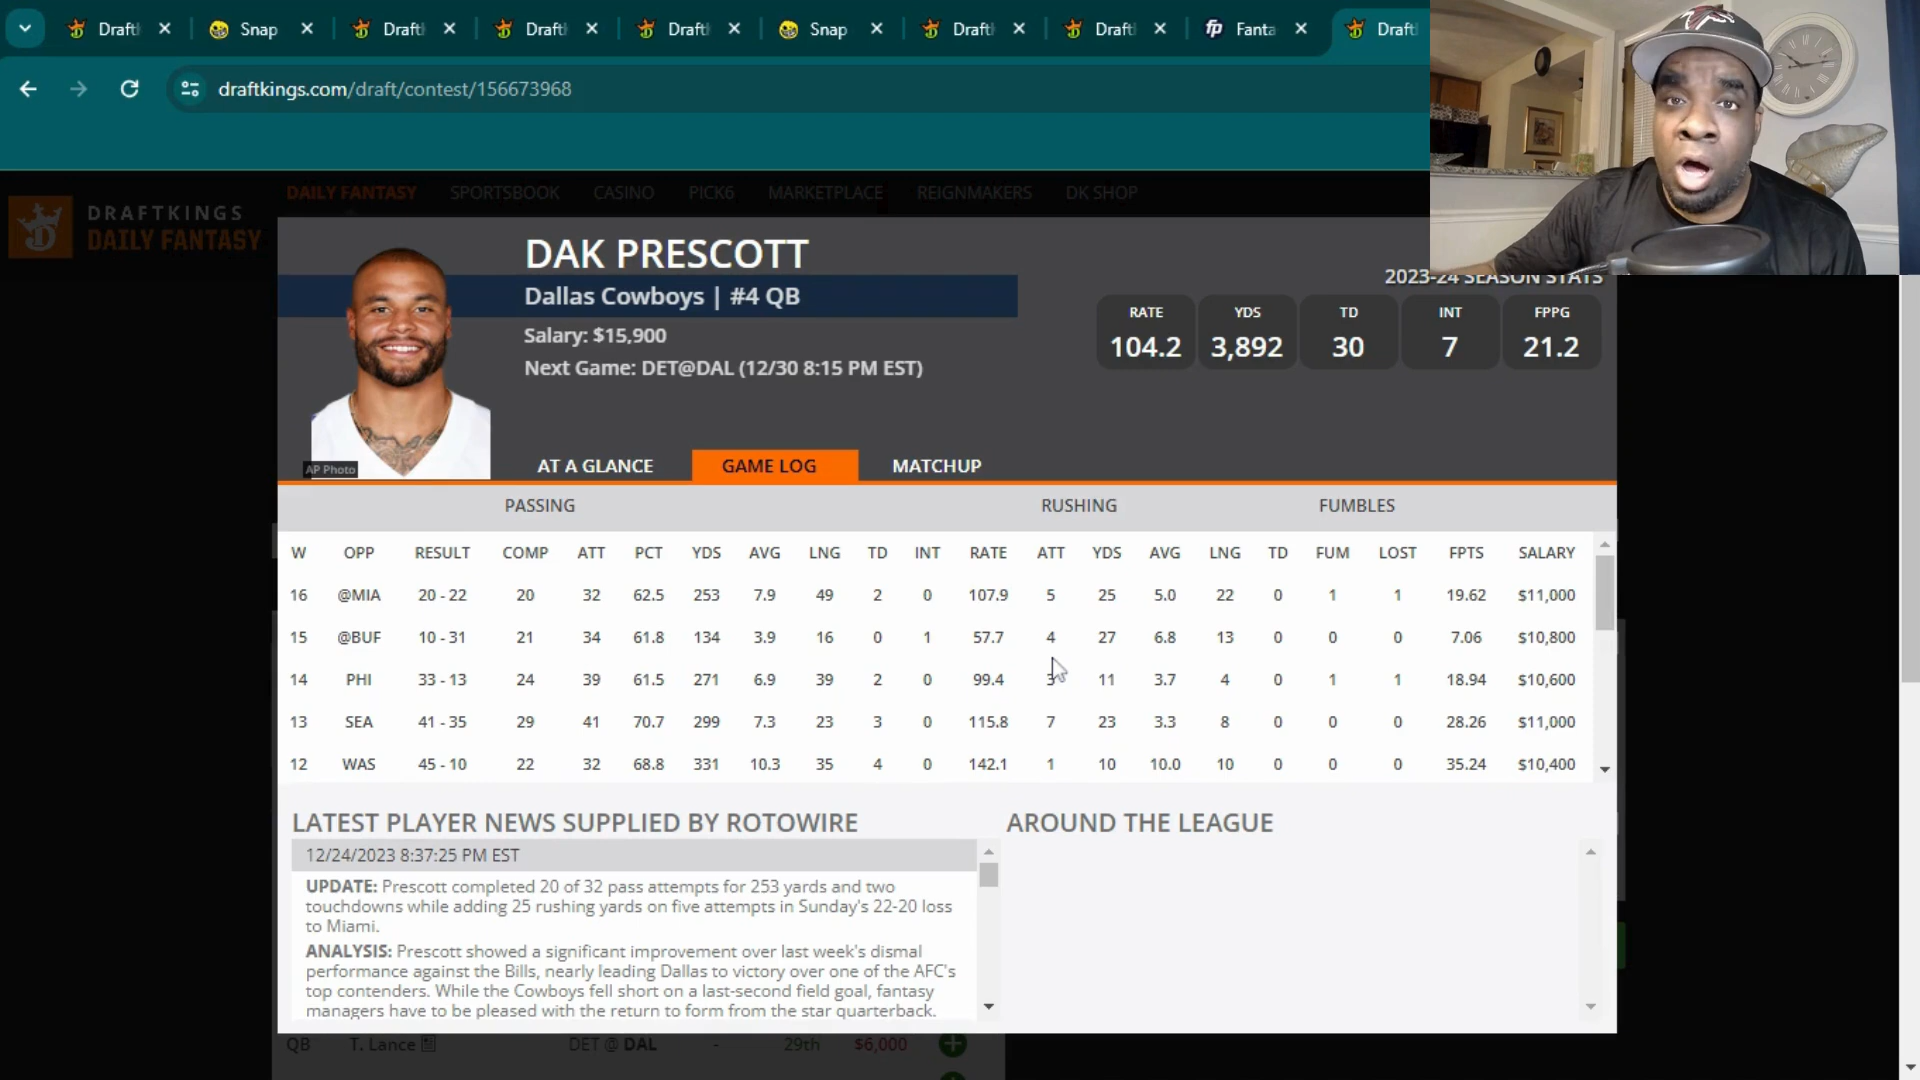 Draft Snap Draft Draft Draft Snap Draft Draft fp Fanta Draft
draftkings.com/draft/contest/156673968
DRAFTKINGS
DAILY FANTASY
DAILY FANTASY SPORTSBOOK CASINO PICK6 MARKETPLACE REIGNMAKERS DK SHOP
DAK PRESCOTT
Dallas Cowboys | #4 QB
Salary: $15,900
Next Game: DET@DAL (12/30 8:15 PM EST)
AP Photo
2023-24 SEASON STATS
RATE YDS TD INT FPPG
104.2 3,892 30 7 21.2
AT A GLANCE GAME LOG MATCHUP
PASSING RUSHING FUMBLES
W OPP RESULT COMP ATT PCT YDS AVG LNG TD INT RATE ATT YDS AVG LNG TD FUM LOST FPTS SALARY
16 @MIA 20 - 22 20 32 62.5 253 7.9 49 2 0 107.9 5 25 5.0 22 0 1 1 19.62 $11,000
15 @BUF 10 - 31 21 34 61.8 134 3.9 16 0 1 57.7 4 27 6.8 13 0 0 0 7.06 $10,800
14 PHI 33 - 13 24 39 61.5 271 6.9 39 2 0 99.4 3 11 3.7 4 0 1 1 18.94 $10,600
13 SEA 41 - 35 29 41 70.7 299 7.3 23 3 0 115.8 7 23 3.3 8 0 0 0 28.26 $11,000
12 WAS 45 - 10 22 32 68.8 331 10.3 35 4 0 142.1 1 10 10.0 10 0 0 0 35.24 $10,400
LATEST PLAYER NEWS SUPPLIED BY ROTOWIRE
12/24/2023 8:37:25 PM EST
UPDATE: Prescott completed 20 of 32 pass attempts for 253 yards and two
touchdowns while adding 25 rushing yards on five attempts in Sunday's 22-20 loss
to Miami.
ANALYSIS: Prescott showed a significant improvement over last week's dismal
performance against the Bills, nearly leading Dallas to victory over one of the AFC's
top contenders. While the Cowboys fell short on a last-second field goal, fantasy
managers have to be pleased with the return to form from the star quarterback.
AROUND THE LEAGUE
QB T. Lance DET @ DAL - 29th $6,000